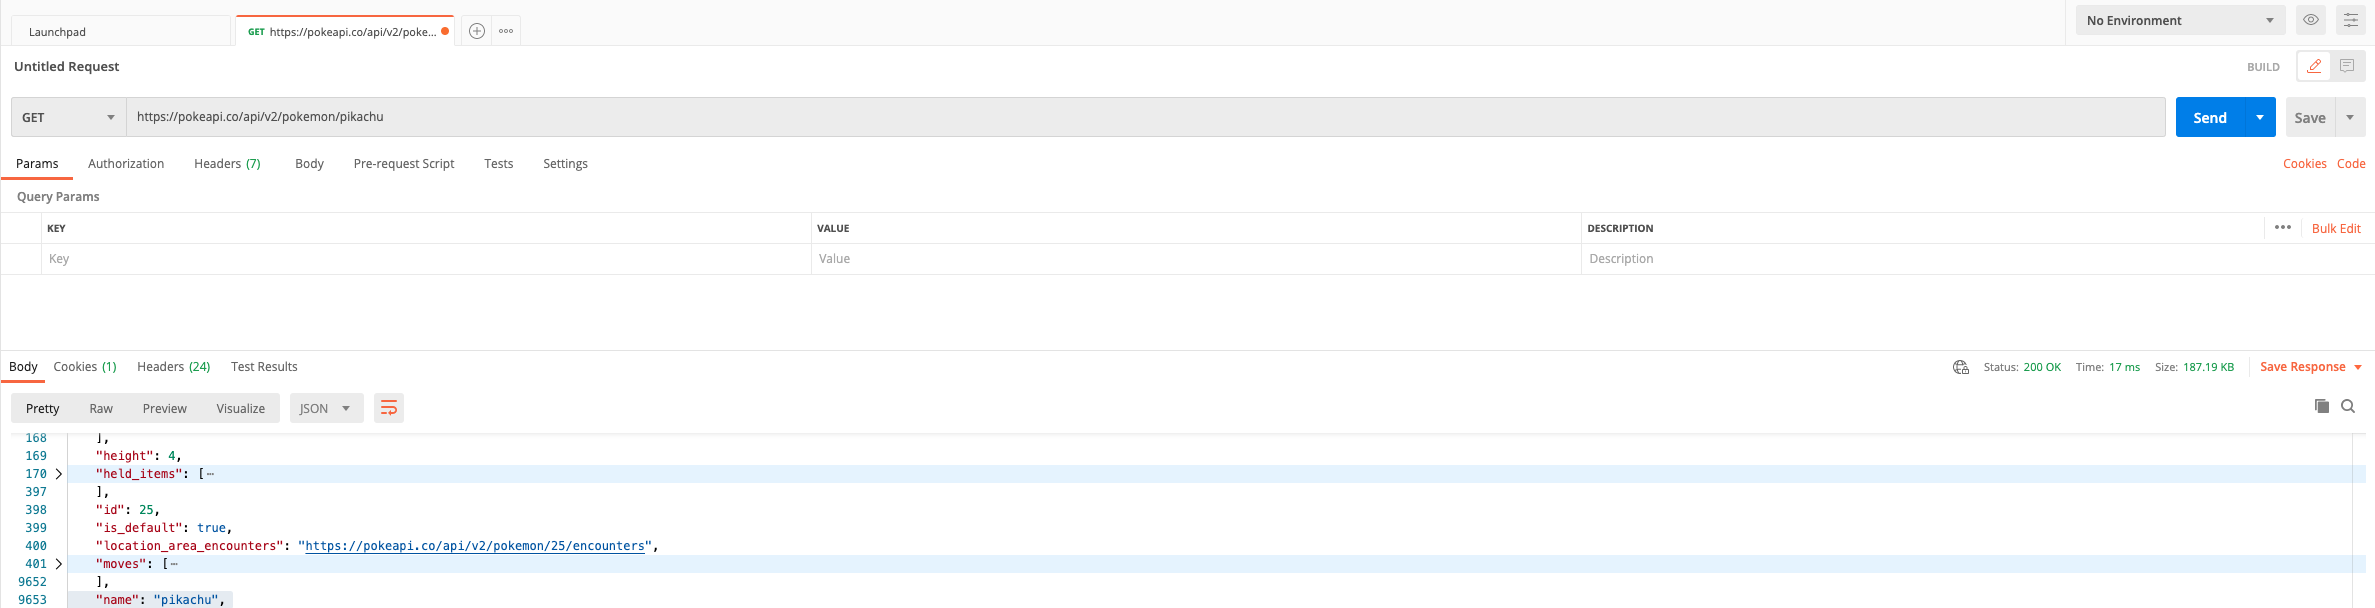 Launchpad
GET https://pokeapi.co/api/v2/poke...
No Environment
Untitled Request
BUILD
GET
https://pokeapi.co/api/v2/pokemon/pikachu
Send
Save
Params Authorization Headers (7) Body Pre-request Script Tests Settings
Cookies Code
Query Params
KEY VALUE DESCRIPTION
Bulk Edit
Key Value Description
Body Cookies (1) Headers (24) Test Results
Status: 200 OK Time: 17 ms Size: 187.19 KB
Save Response
Pretty Raw Preview Visualize JSON
168 ],
169 "height": 4,
170 "held_items": [
397 ],
398 "id": 25,
399 "is_default": true,
400 "location_area_encounters": "https://pokeapi.co/api/v2/pokemon/25/encounters",
401 "moves": [
9652 ],
9653 "name": "pikachu",